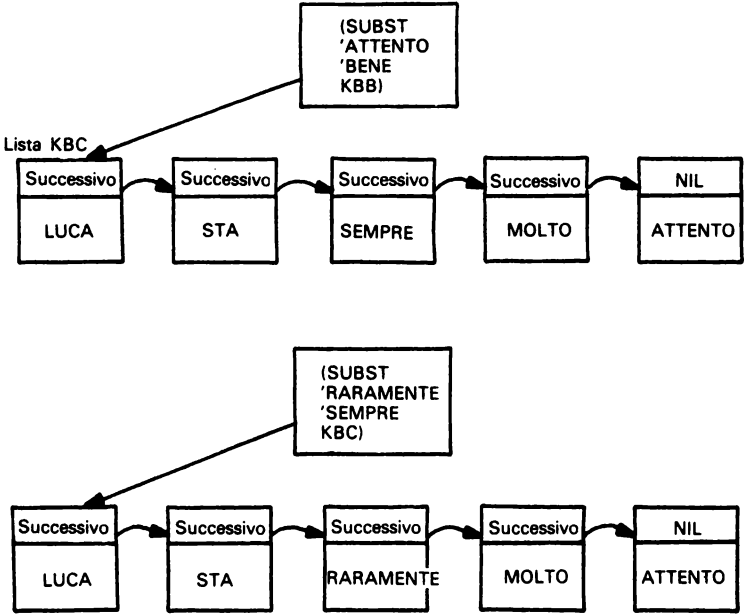 (SUBST
'ATTENTO
'BENE
KBB)
Lista KBC
Successivo Successivo Successivo Successivo NIL
LUCA STA SEMPRE MOLTO ATTENTO
(SUBST
'RARAMENTE
'SEMPRE
KBC)
Successivo Successivo Successivo Successivo NIL
LUCA STA RARAMENTE MOLTO ATTENTO